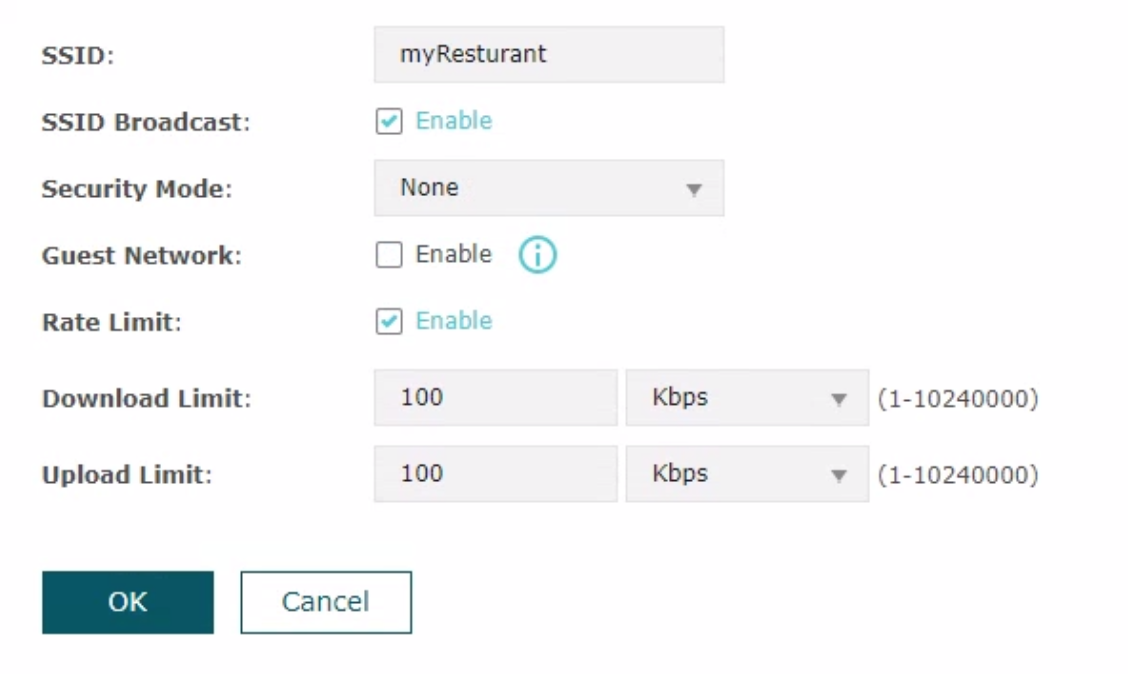 SSID: myResturant
SSID Broadcast: Enable
Security Mode: None
Guest Network: Enable
Rate Limit: Enable
Download Limit: 100 Kbps (1-10240000)
Upload Limit: 100 Kbps (1-10240000)
OK Cancel